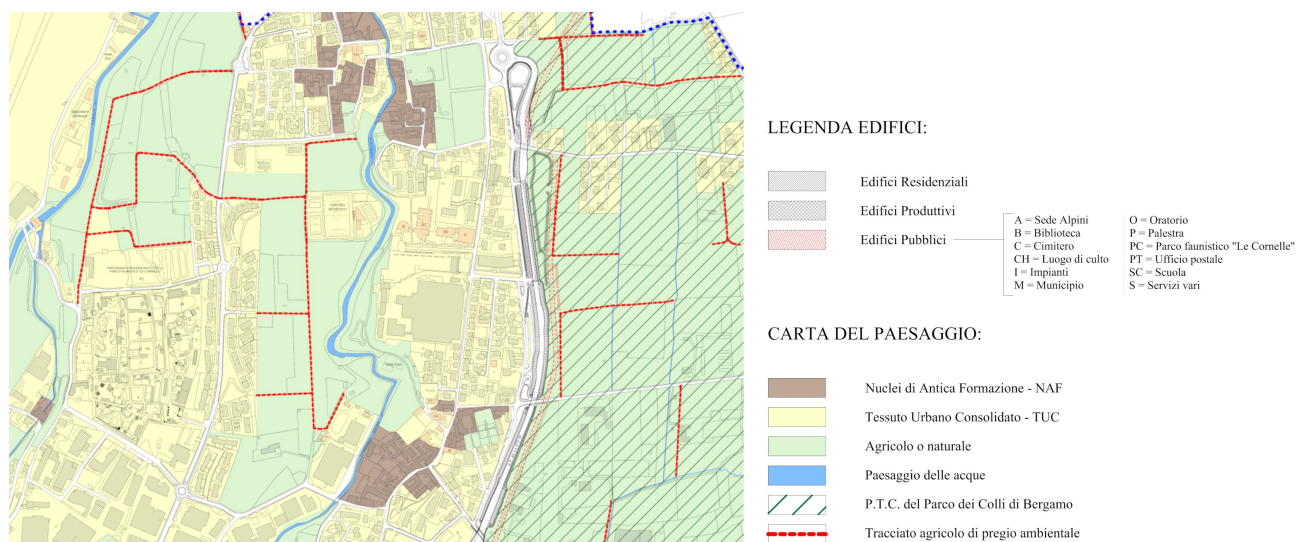 CENTRO
SPORTIVO
LEGENDA EDIFICI:
Edifici Residenziali
Edifici Produttivi
Edifici Pubblici
A = Sede Alpini
B = Biblioteca
C = Cimitero
CH = Luogo di culto
I = Impianti
M = Municipio
O = Oratorio
P = Palestra
PC = Parco faunistico "Le Cornelle"
PT = Ufficio postale
SC = Scuola
S = Servizi vari
CARTA DEL PAESAGGIO:
Nuclei di Antica Formazione - NAF
Tessuto Urbano Consolidato - TUC
Agricolo o naturale
Paesaggio delle acque
P.T.C. del Parco dei Colli di Bergamo
Tracciato agricolo di pregio ambientale